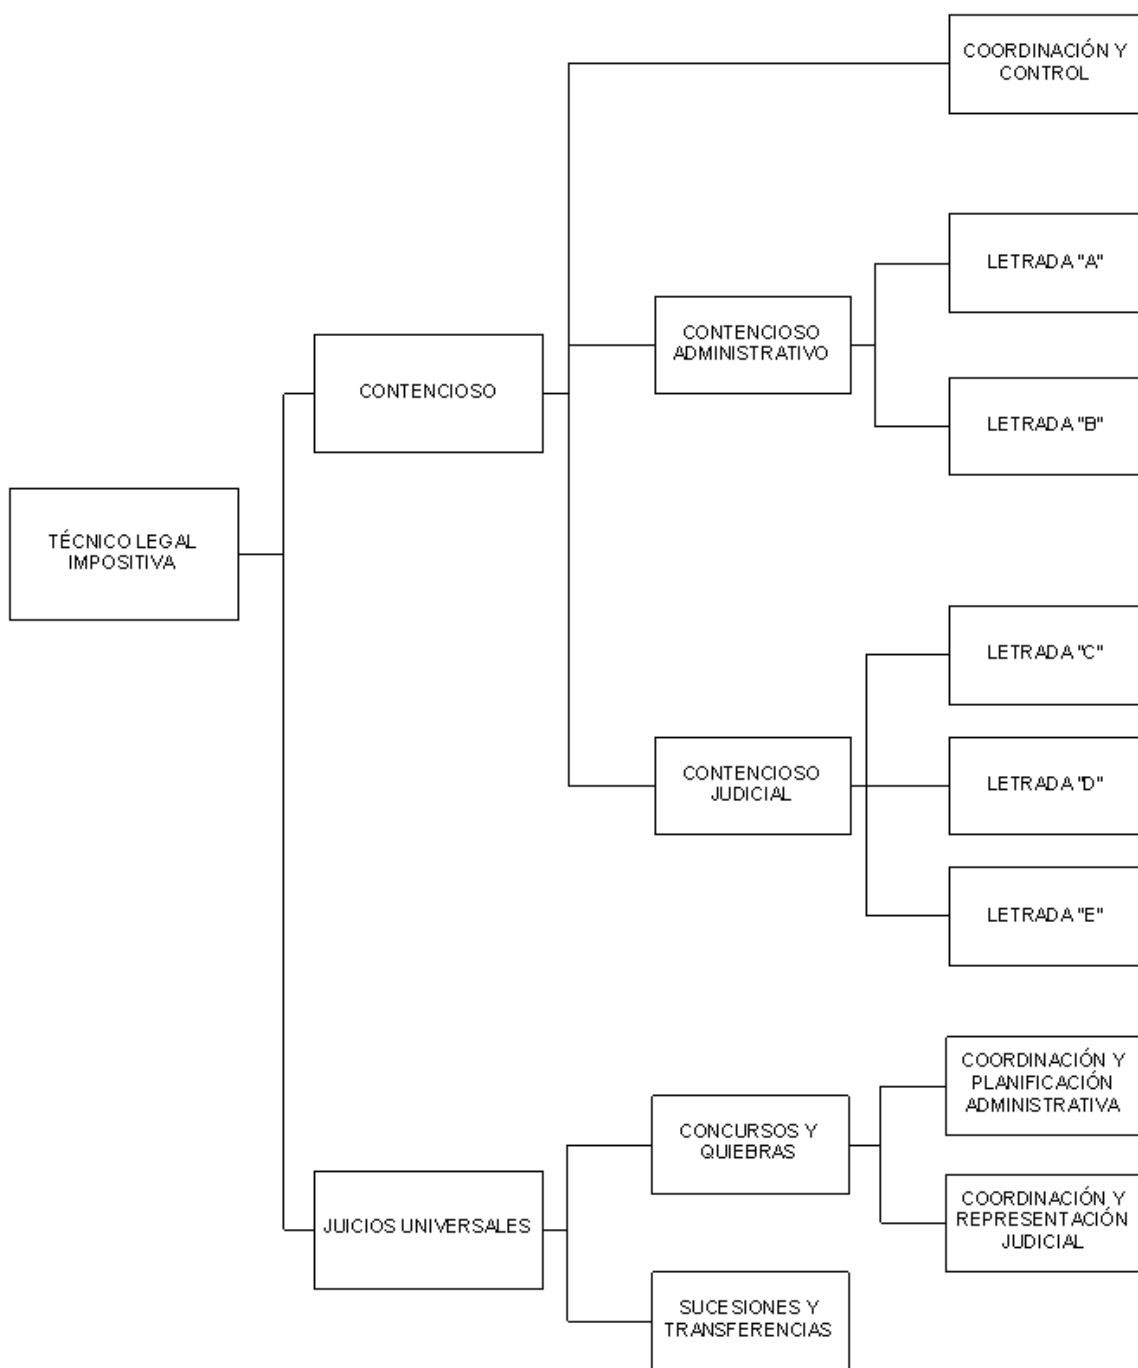 COORDINACIÓN Y
CONTROL
LETRADA "A"
CONTENCIOSO
ADMINISTRATIVO
CONTENCIOSO
LETRADA "B"
TÉCNICO LEGAL
IMPOSITIVA
LETRADA "C"
CONTENCIOSO
JUDICIAL
LETRADA "D"
LETRADA "E"
COORDINACIÓN Y
PLANIFICACIÓN
ADMINISTRATIVA
CONCURSOS Y
QUIEBRAS
JUICIOS UNIVERSALES
COORDINACIÓN Y
REPRESENTACIÓN
JUDICIAL
SUCESIONES Y
TRANSFERENCIAS